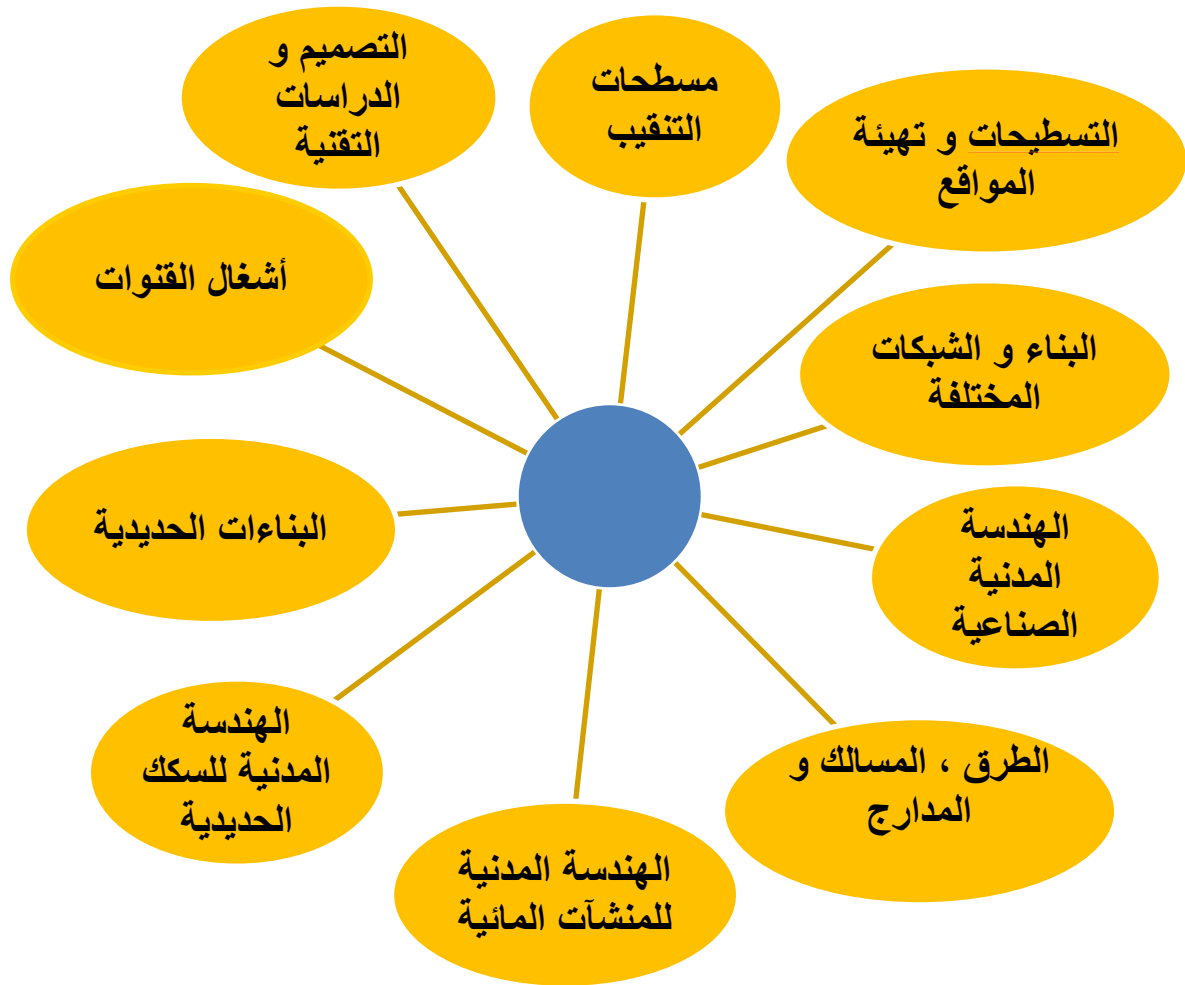 مسطحات
التنقيب
التسطيحات و تهيئة
المواقع
البناء و الشبكات
المختلفة
الهندسة
المدنية
الصناعية
الطرق ، المسالك و
المدارج
الهندسة المدنية
للمنشآت المائية
الهندسة
المدنية للسكك
الحديدية
البناءات الحديدية
أشغال القنوات
التصميم و
الدراسات
التقنية